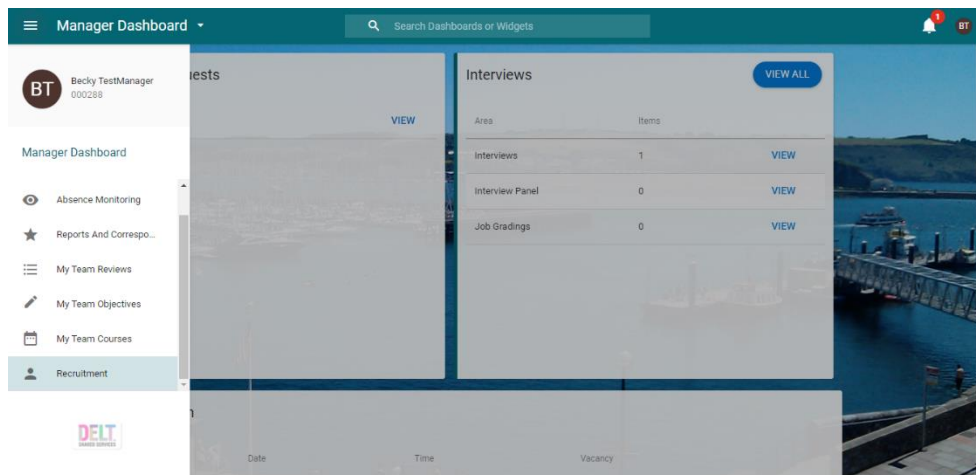 Manager Dashboard
Search Dashboards or Widgets
1
BT
BT
Becky TestManager
000288
Manager Dashboard
Absence Monitoring
Reports And Correspo...
My Team Reviews
My Team Objectives
My Team Courses
Recruitment
DELT
SHARED SERVICES
uests
VIEW
Interviews
VIEW ALL
Area Items
Interviews 1 VIEW
Interview Panel 0 VIEW
Job Gradings 0 VIEW
Date Time Vacancy